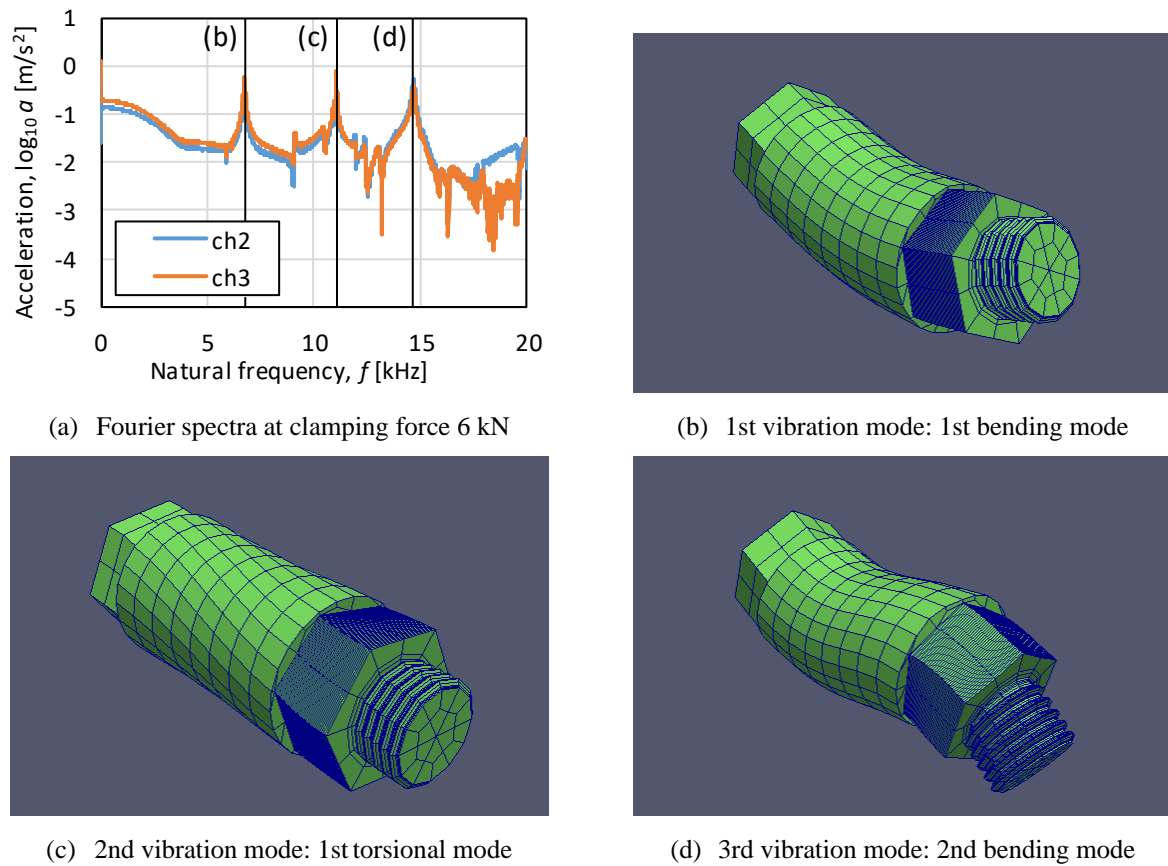 1
0
-1
-2
-3
-4
-5
Acceleration, log₁₀ a [m/s²]
(b)
(c)
(d)
ch2
ch3
0 5 10 15 20
Natural frequency, f [kHz]
(a) Fourier spectra at clamping force 6 kN
(b) 1st vibration mode: 1st bending mode
(c) 2nd vibration mode: 1st torsional mode
(d) 3rd vibration mode: 2nd bending mode